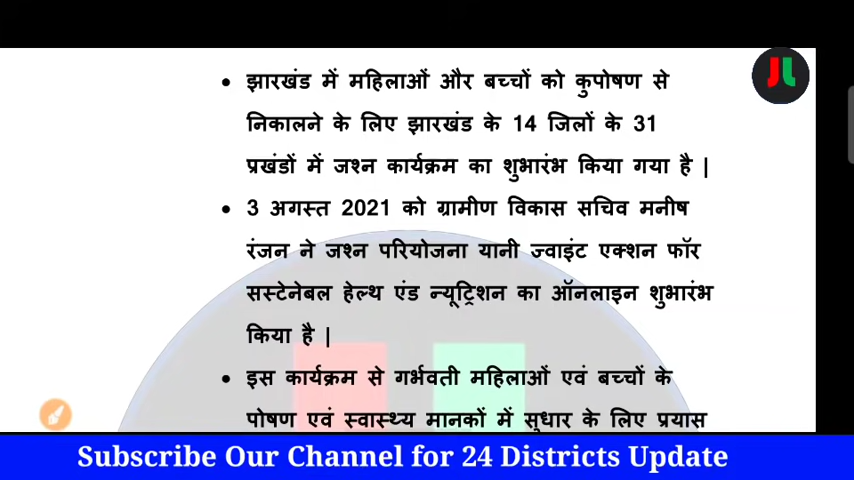 • झारखंड में महिलाओं और बच्चों को कुपोषण से
निकालने के लिए झारखंड के 14 जिलों के 31
प्रखंडों में जश्न कार्यक्रम का शुभारंभ किया गया है |
• 3 अगस्त 2021 को ग्रामीण विकास सचिव मनीष
रंजन ने जश्न परियोजना यानी ज्वाइंट एक्शन फॉर
सस्टेनेबल हेल्थ एंड न्यूट्रिशन का ऑनलाइन शुभारंभ
किया है |
• इस कार्यक्रम से गर्भवती महिलाओं एवं बच्चों के
पोषण एवं स्वास्थ्य मानकों में सुधार के लिए प्रयास
Subscribe Our Channel for 24 Districts Update